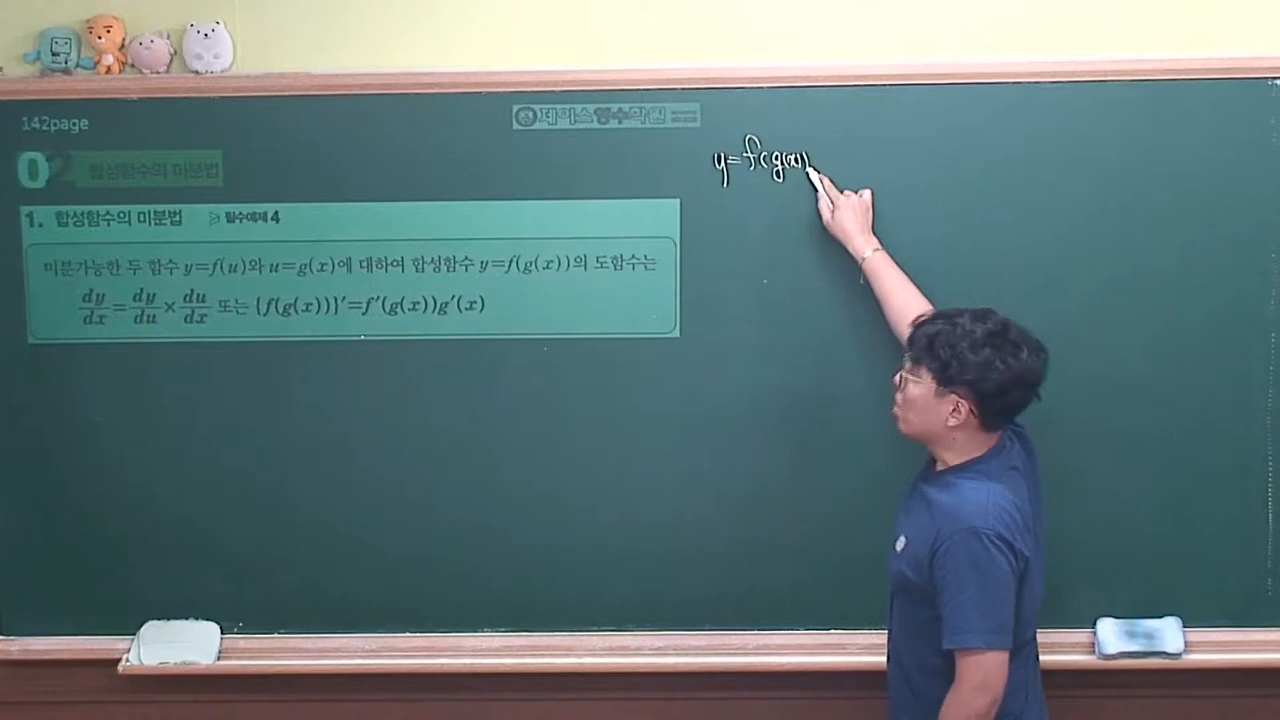 142page
제이스영수학원
02 합성함수의 미분법
1. 합성함수의 미분법 ≥ 필수예제 4
미분가능한 두 함수 y=f(u)와 u=g(x)에 대하여 합성함수 y=f(g(x))의 도함수는
dy/dx=dy/du×du/dx 또는 {f(g(x))}′=f′(g(x))g′(x)
y=f(g(x))